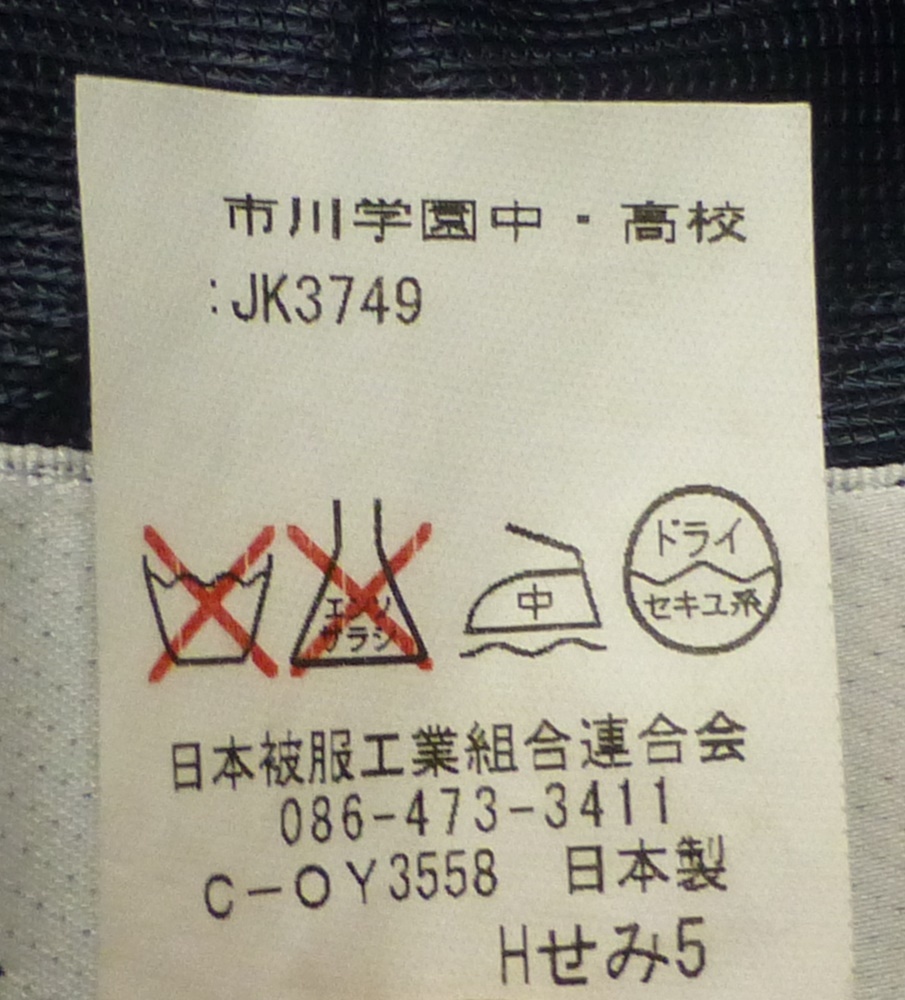 市川学園中・高校
:JK3749
エンソ
サラシ
中
ドライ
セキユ系
日本被服工業組合連合会
086-473-3411
C-OY3558 日本製
Hせみ5